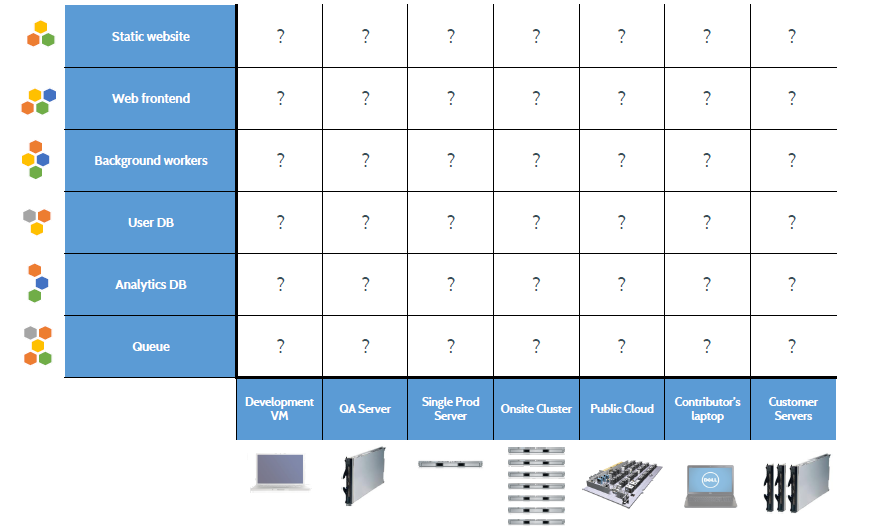 Static website ? ? ? ? ? ? ?
Web frontend ? ? ? ? ? ? ?
Background workers ? ? ? ? ? ? ?
User DB ? ? ? ? ? ? ?
Analytics DB ? ? ? ? ? ? ?
Queue ? ? ? ? ? ? ?
Development
VM
QA Server
Single Prod
Server
Onsite Cluster
Public Cloud
Contributor's
laptop
Customer
Servers
DELL